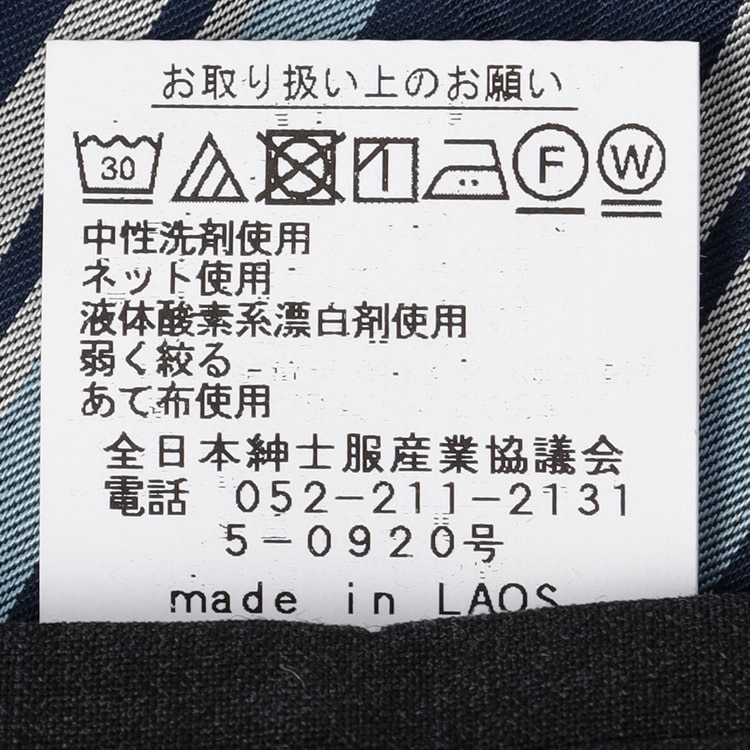 お取り扱い上のお願い
30 F W
中性洗剤使用
ネット使用
液体酸素系漂白剤使用
弱く絞る
あて布使用
全日本紳士服産業協議会
電話 052-211-2131
5-0920号
made in LAOS